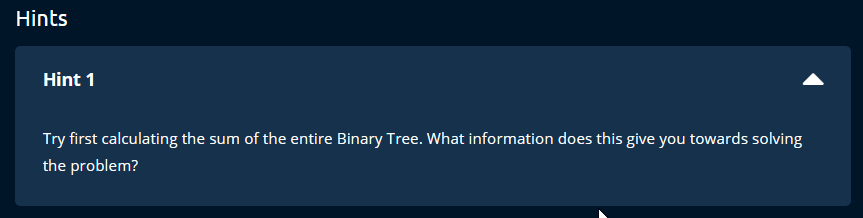 Hints
Hint 1
Try first calculating the sum of the entire Binary Tree. What information does this give you towards solving
the problem?